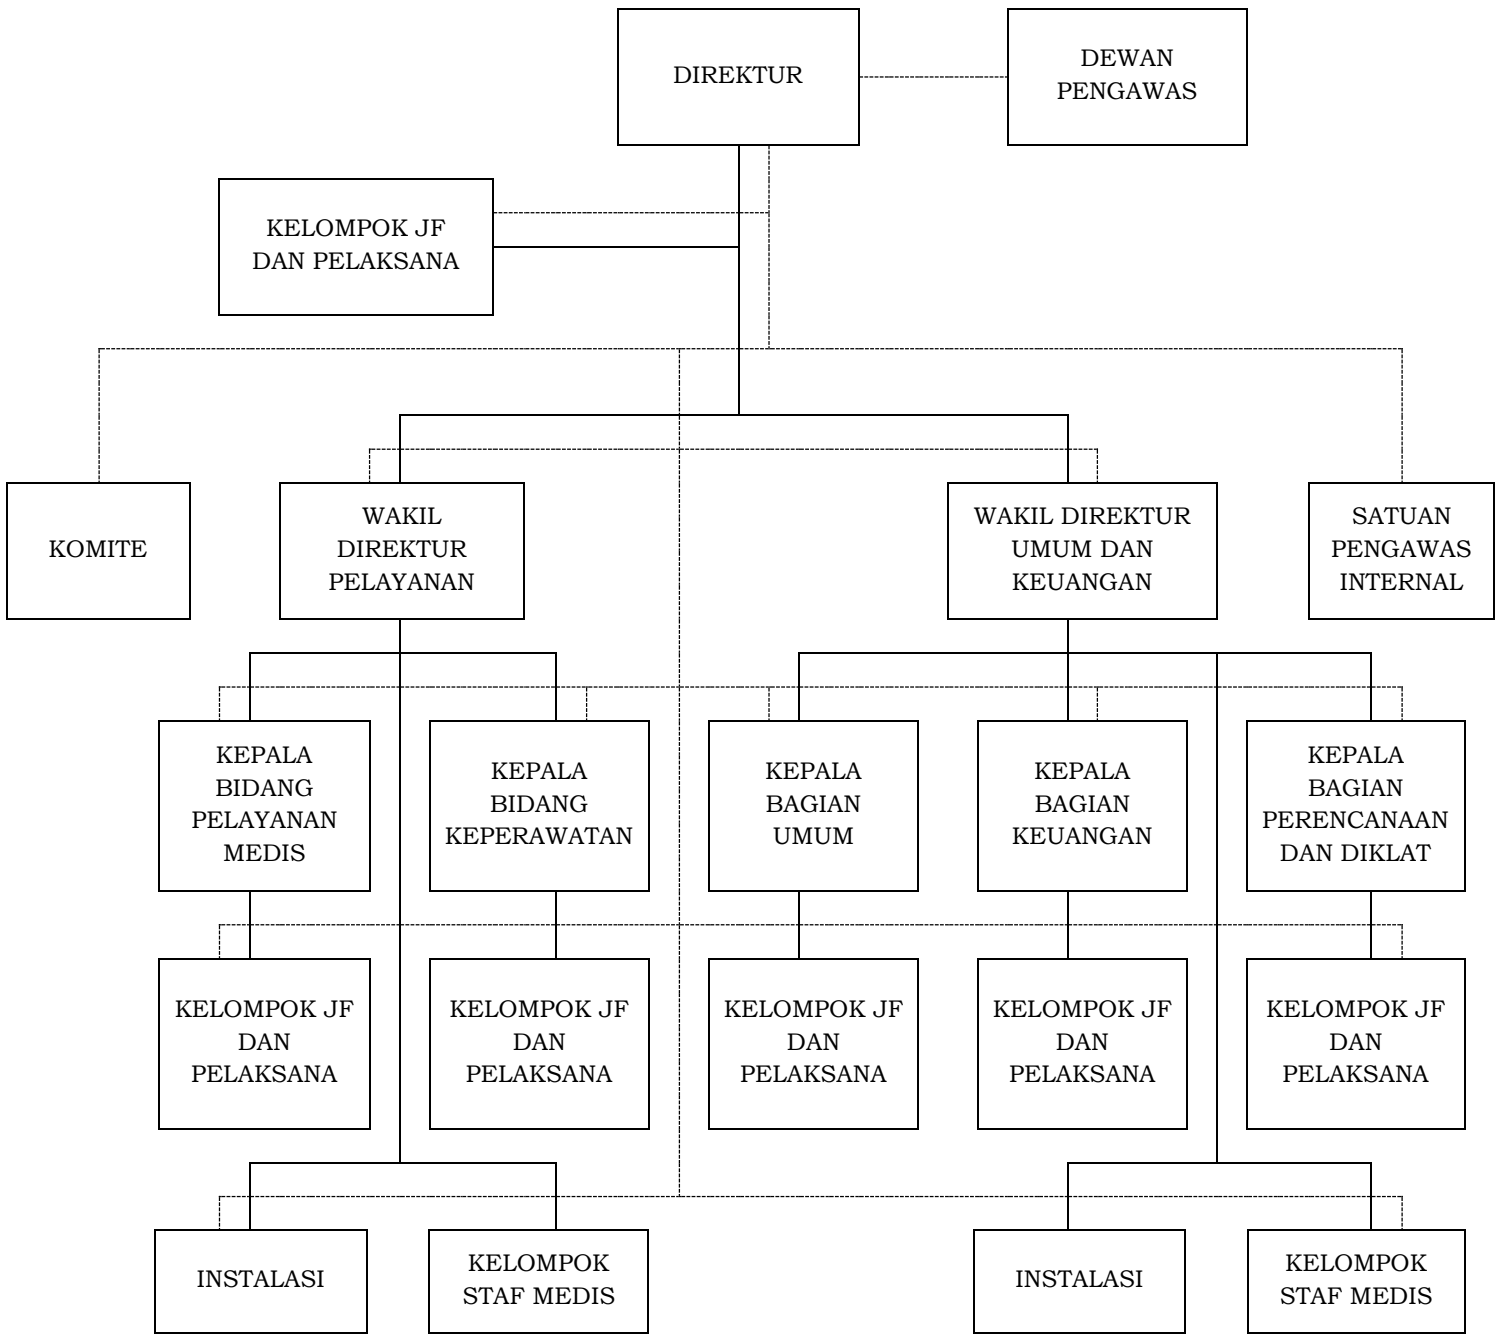 DIREKTUR
DEWAN
PENGAWAS
KELOMPOK JF
DAN PELAKSANA
KOMITE
WAKIL
DIREKTUR
PELAYANAN
WAKIL DIREKTUR
UMUM DAN
KEUANGAN
SATUAN
PENGAWAS
INTERNAL
KEPALA
BIDANG
PELAYANAN
MEDIS
KEPALA
BIDANG
KEPERAWATAN
KEPALA
BAGIAN
UMUM
KEPALA
BAGIAN
KEUANGAN
KEPALA
BAGIAN
PERENCANAAN
DAN DIKLAT
KELOMPOK JF
DAN
PELAKSANA
KELOMPOK JF
DAN
PELAKSANA
KELOMPOK JF
DAN
PELAKSANA
KELOMPOK JF
DAN
PELAKSANA
KELOMPOK JF
DAN
PELAKSANA
INSTALASI
KELOMPOK
STAF MEDIS
INSTALASI
KELOMPOK
STAF MEDIS